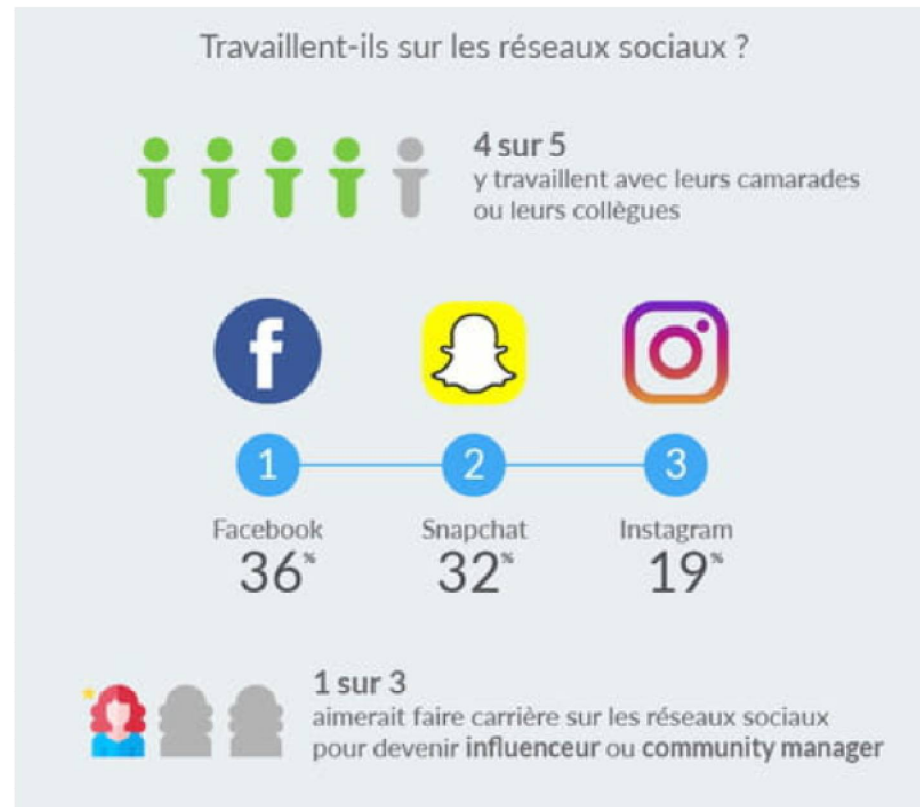 Travaillent-ils sur les réseaux sociaux ?
4 sur 5
y travaillent avec leurs camarades
ou leurs collègues
f
1
2
3
Facebook
Snapchat
Instagram
36%
32%
19%
1 sur 3
aimerait faire carrière sur les réseaux sociaux
pour devenir influenceur ou community manager